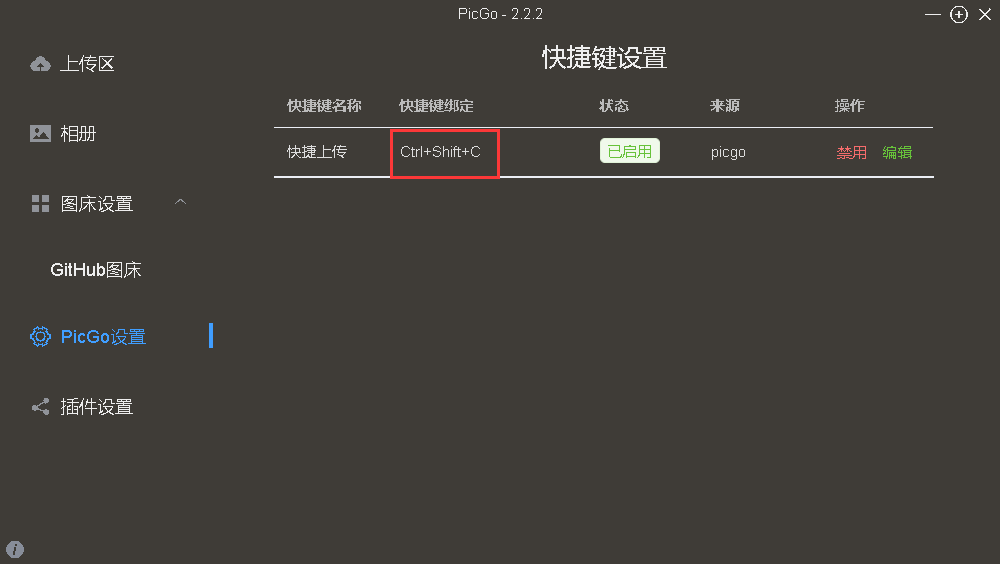 PicGo - 2.2.2
上传区
相册
图床设置
GitHub图床
PicGo设置
插件设置
快捷键设置
快捷键名称 快捷键绑定 状态 来源 操作
快捷上传 Ctrl+Shift+C 已启用 picgo 禁用 编辑